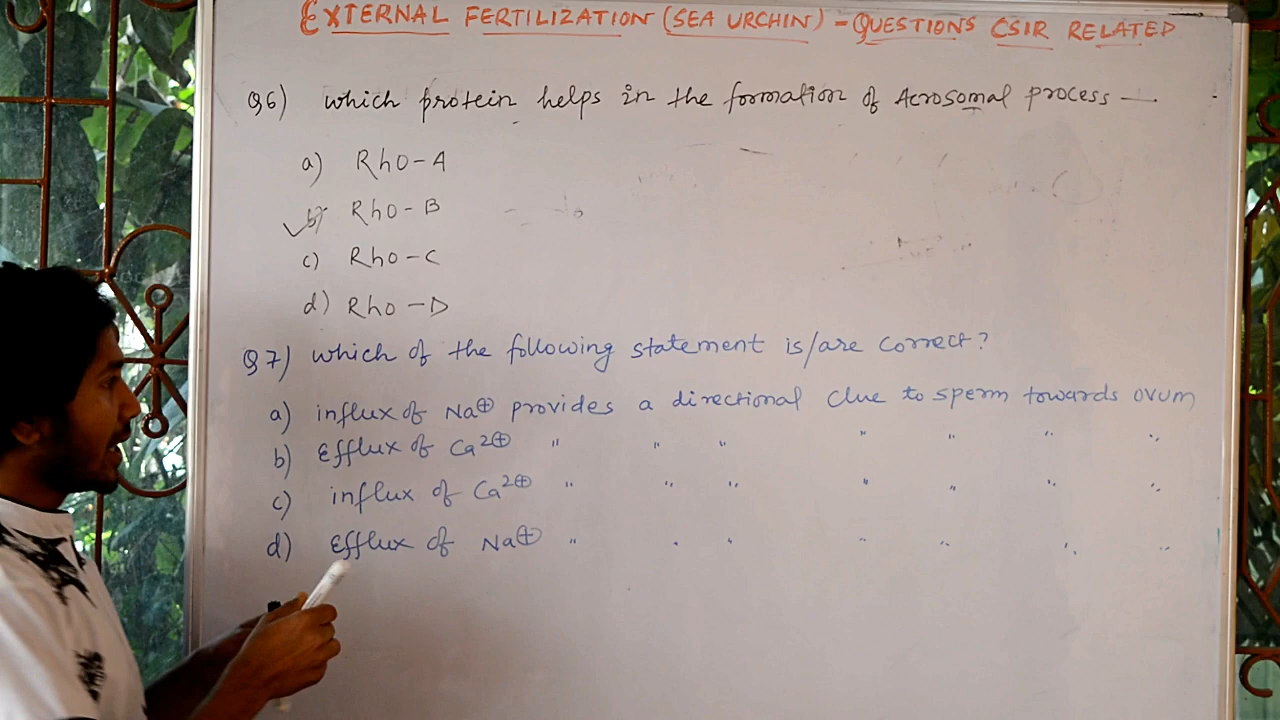 EXTERNAL FERTILIZATION (SEA URCHIN) - QUESTIONS CSIR RELATED
Q6) which protein helps in the formation of Acrosomal process —.
a) Rho-A
b) Rho-B
c) Rho-C
d) Rho-D
Q7) which of the following statement is/are correct?
a) influx of Na⊕ provides a directional clue to sperm towards ovum
b) Efflux of Ca2⊕ " " " " " " "
c) influx of Ca2⊕ " " " " " " "
d) Efflux of Na⊕ " " " " " " "